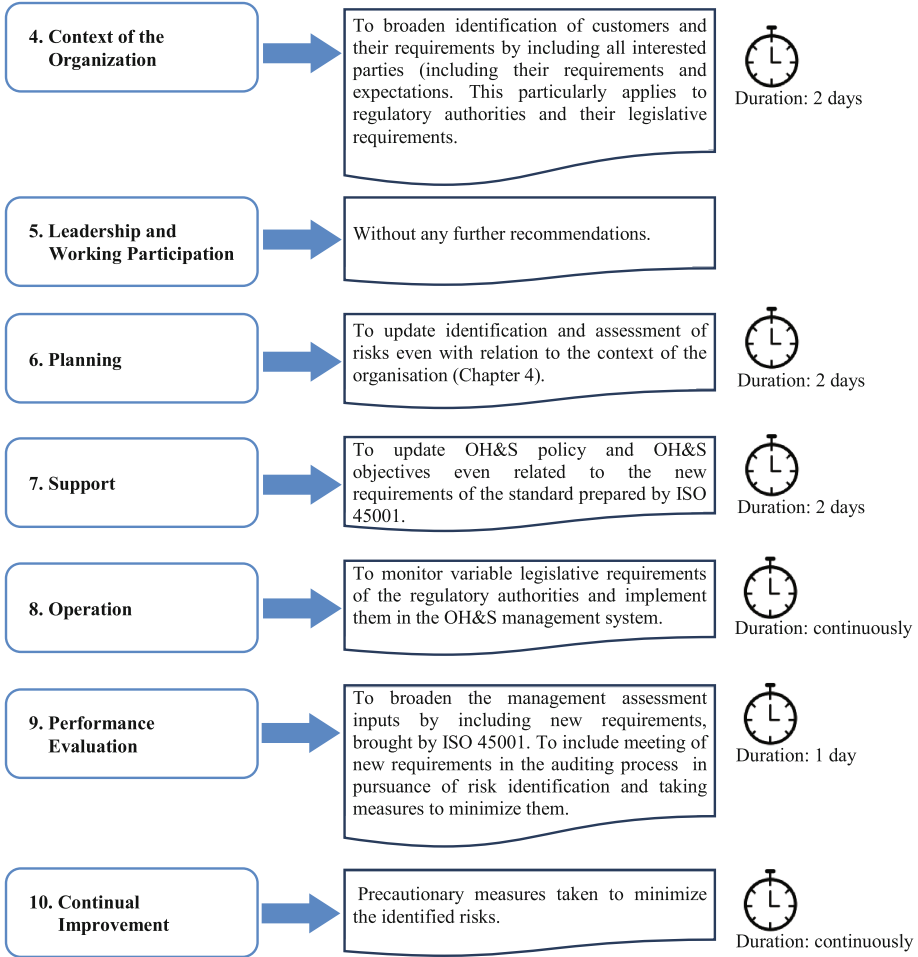 4. Context of the
Organization
To broaden identification of customers
and their requirements by including all
interested parties (including their
requirements and expectations. This
particularly applies to regulatory
authorities and their legislative
requirements.
Duration: 2 days
5. Leadership and
Working Participation
Without any further recommendations.
6. Planning
To update identification and assessment of
risks even with relation to the context of the
organisation (Chapter 4).
Duration: 2 days
7. Support
To update OH&S policy and OH&S
objectives even related to the new
requirements of the standard prepared by ISO
45001.
Duration: 2 days
8. Operation
To monitor variable legislative requirements
of the regulatory authorities and implement
them in the OH&S management system.
Duration: continuously
9. Performance
Evaluation
To broaden the management assessment
inputs by including new requirements,
brought by ISO 45001. To include meeting of
new requirements in the auditing process in
pursuance of risk identification and taking
measures to minimize them.
Duration: 1 day
10. Continual
Improvement
Precautionary measures taken to minimize
the identified risks.
Duration: continuously